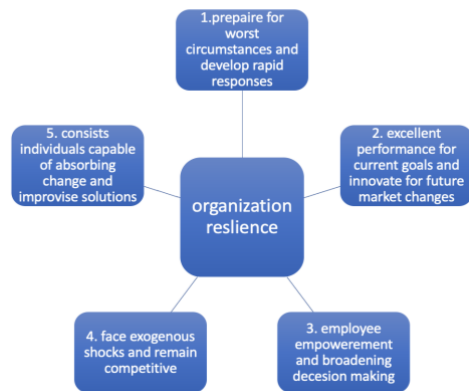 1.prepaire for
worst
circumstances and
develop rapid
responses
2. excellent
performance for
current goals and
innovate for future
market changes
3. employee
empowerement
and broadening
decesion making
4. face exogenous
shocks and remain
competitive
5. consists
individuals capable
of absorbing
change and
improvise solutions
organization
reslience